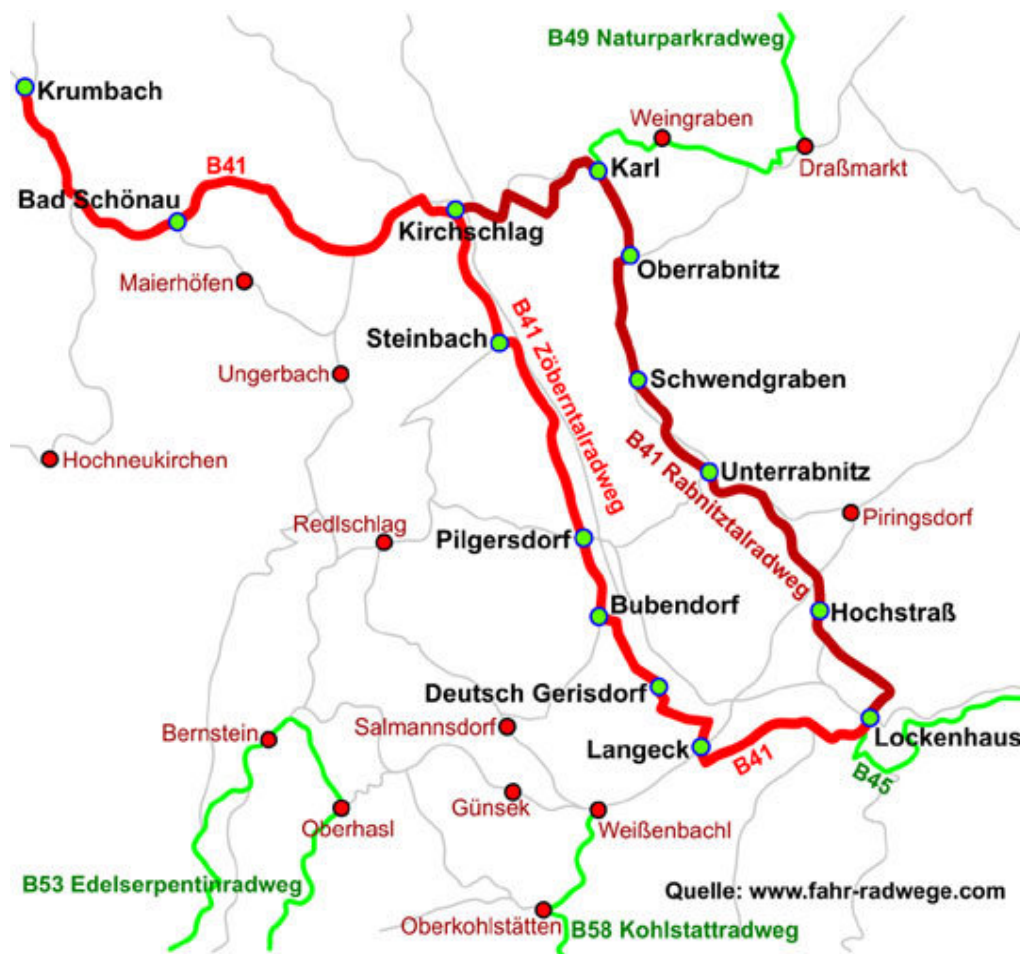 B49 Naturparkradweg
Krumbach
Weingraben
Draßmarkt
B41
Karl
Bad Schönau
Kirchschlag
Maierhöfen
Oberrabnitz
Steinbach
B41 Zöberntalradweg
Ungerbach
Schwendgraben
Hochneukirchen
B41 Rabnitztalradweg
Unterrabnitz
Redlschlag
Piringsdorf
Pilgersdorf
Bubendorf
Hochstraß
Deutsch Gerisdorf
Bernstein
Salmannsdorf
Langeck
B41
Lockenhaus
B45
Oberhasl
Günsek
Weißenbachl
B53 Edelserpentinradweg
Quelle: www.fahr-radwege.com
Oberkohlstätten
B58 Kohlstattradweg